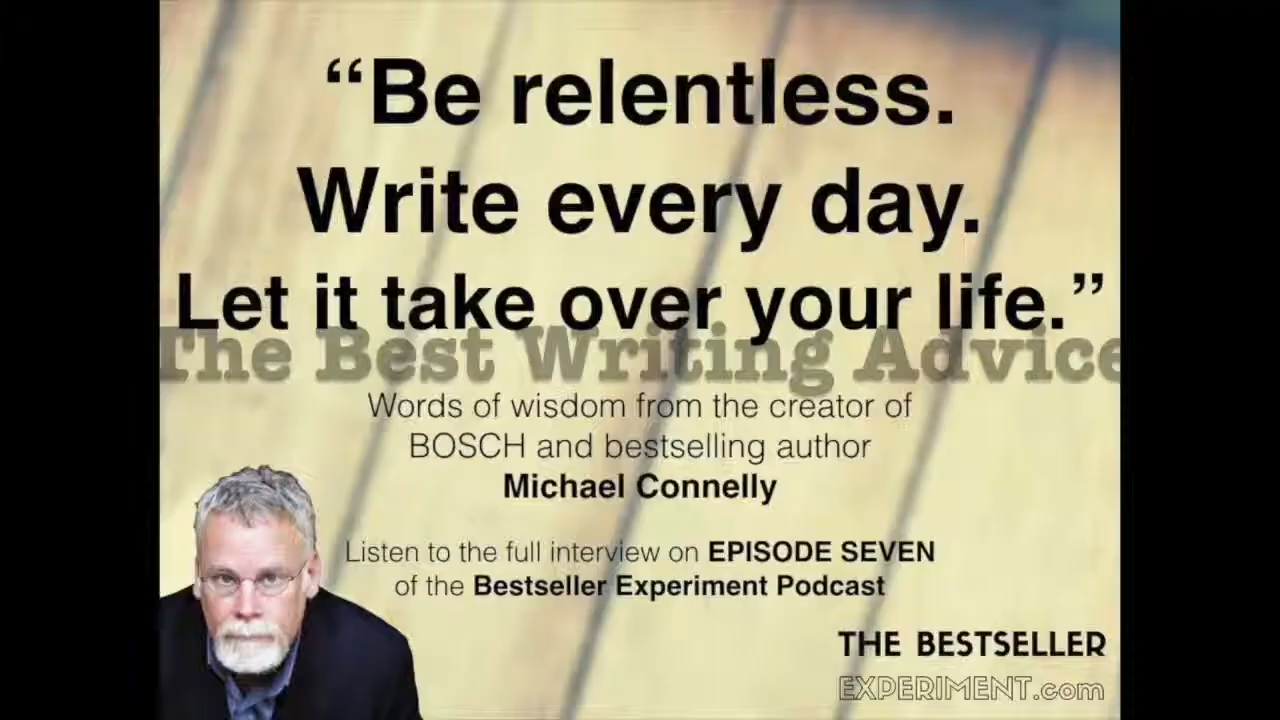 “Be relentless.
Write every day.
Let it take over your life.”
The Best Writing Advice
Words of wisdom from the creator of
BOSCH and bestselling author
Michael Connelly
Listen to the full interview on EPISODE SEVEN
of the Bestseller Experiment Podcast
THE BESTSELLER
EXPERIMENT.com